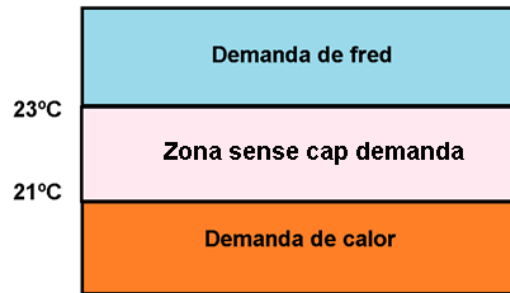 Demanda de fred
23ºC
Zona sense cap demanda
21ºC
Demanda de calor